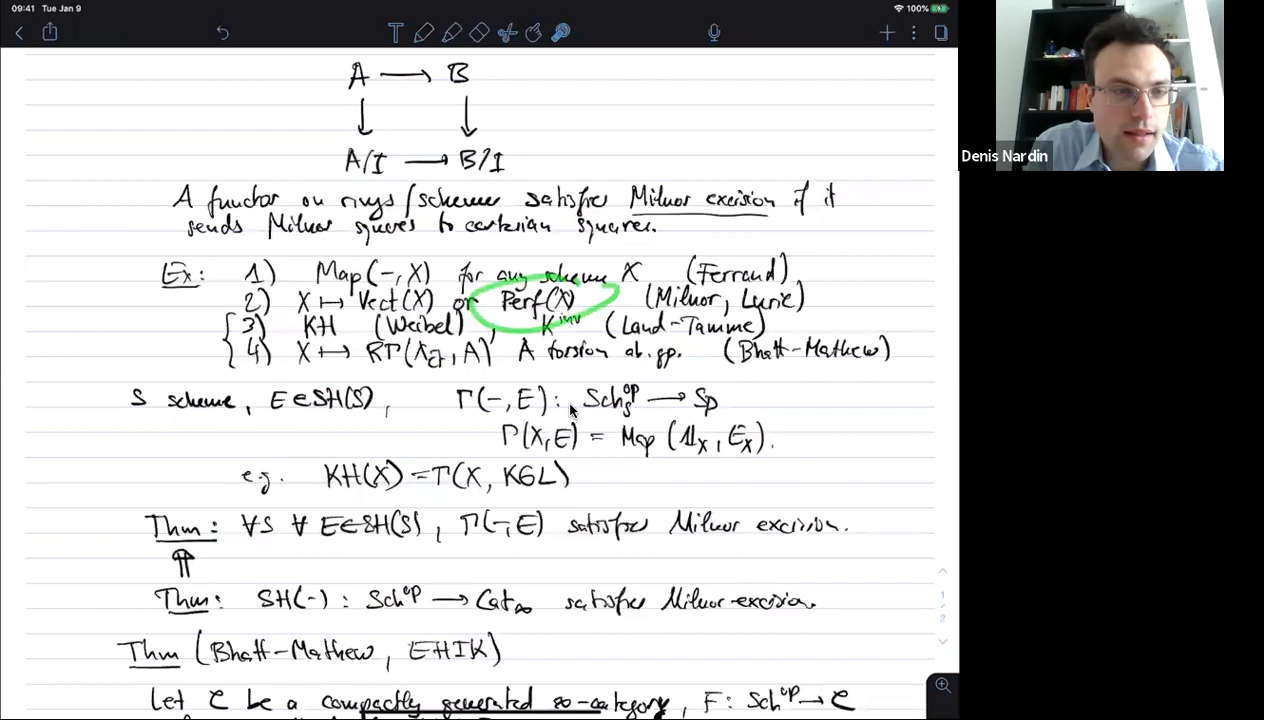 09:41 Tue Jan 9
100%
A ⟶ B
↓ ↓
A/I ⟶ B/I
A functor on rings/schemes satisfies Milnor excision if it
sends Milnor squares to cartesian squares.
Ex: 1) Map(-, X) for any scheme X (Ferrand)
2) X ↦ Vect(X) or Perf(X) (Milnor, Lurie)
3) KH (Weibel), K^inv (Land-Tamme)
4) X ↦ RΓ(X_ét, A) A torsion ab. gp. (Bhatt-Mathew)
S scheme, E∈SH(S), Γ(-, E): Sch_S^op ⟶ Sp
Γ(X, E) = Map(𝟙_X, E_X).
e.g. KH(X) = Γ(X, KGL)
Thm: ∀S ∀ E∈SH(S), Γ(-, E) satisfies Milnor excision.
⇑
Thm: SH(-): Sch^op ⟶ Cat_∞ satisfies Milnor excision
Thm (Bhatt-Mathew, EHIK)
Let C be a compactly generated ∞-category, F: Sch^op → C
1
2
Denis Nardin